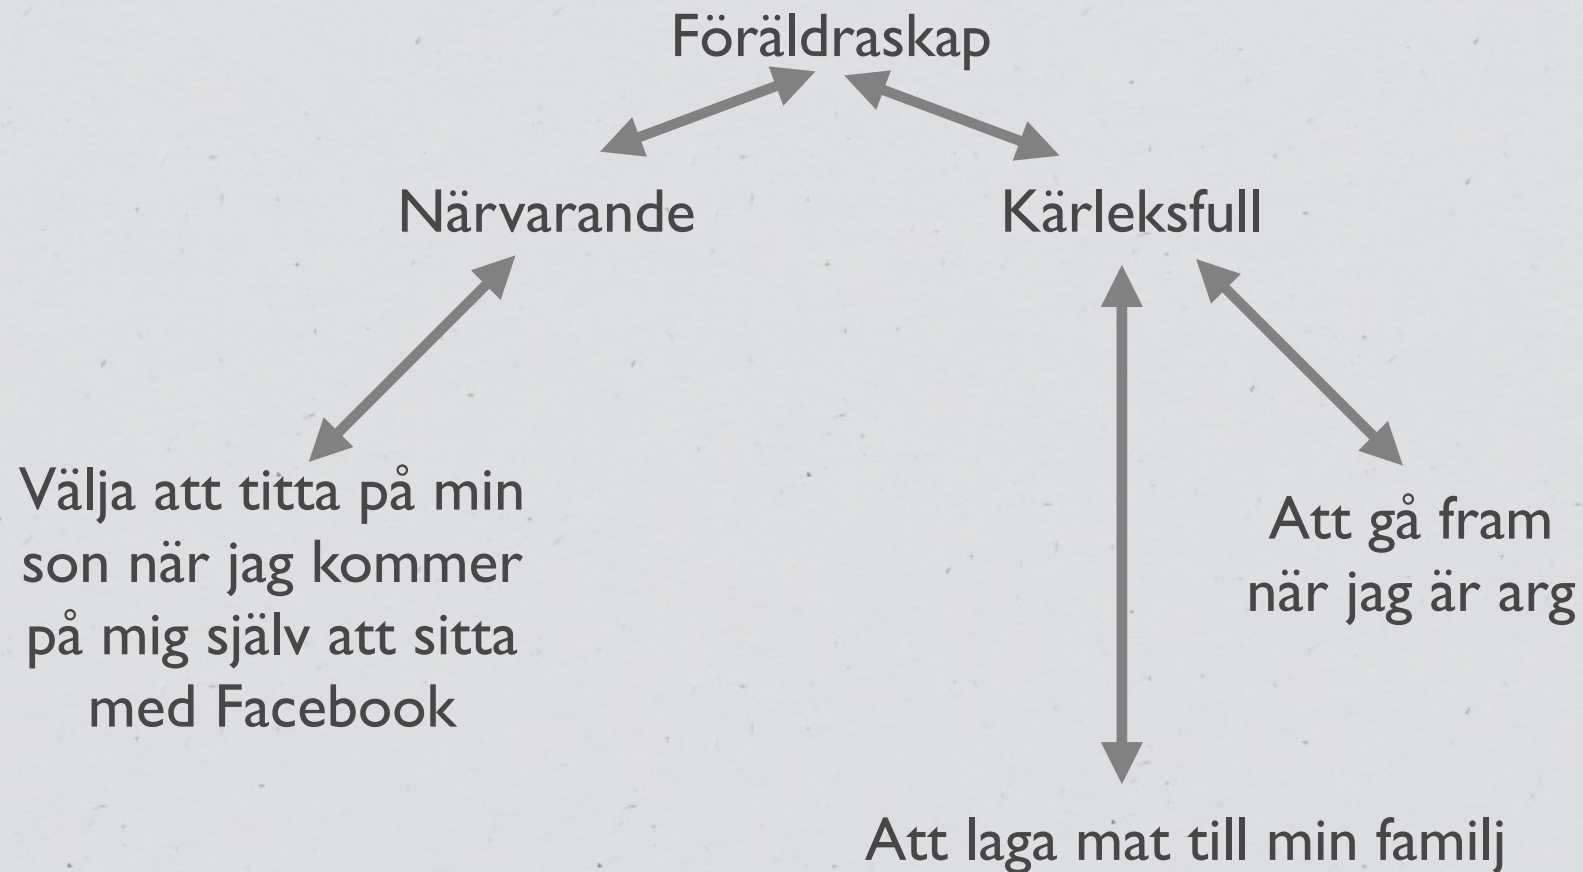 Föräldraskap
Närvarande
Kärleksfull
Välja att titta på min
son när jag kommer
på mig själv att sitta
med Facebook
Att gå fram
när jag är arg
Att laga mat till min familj